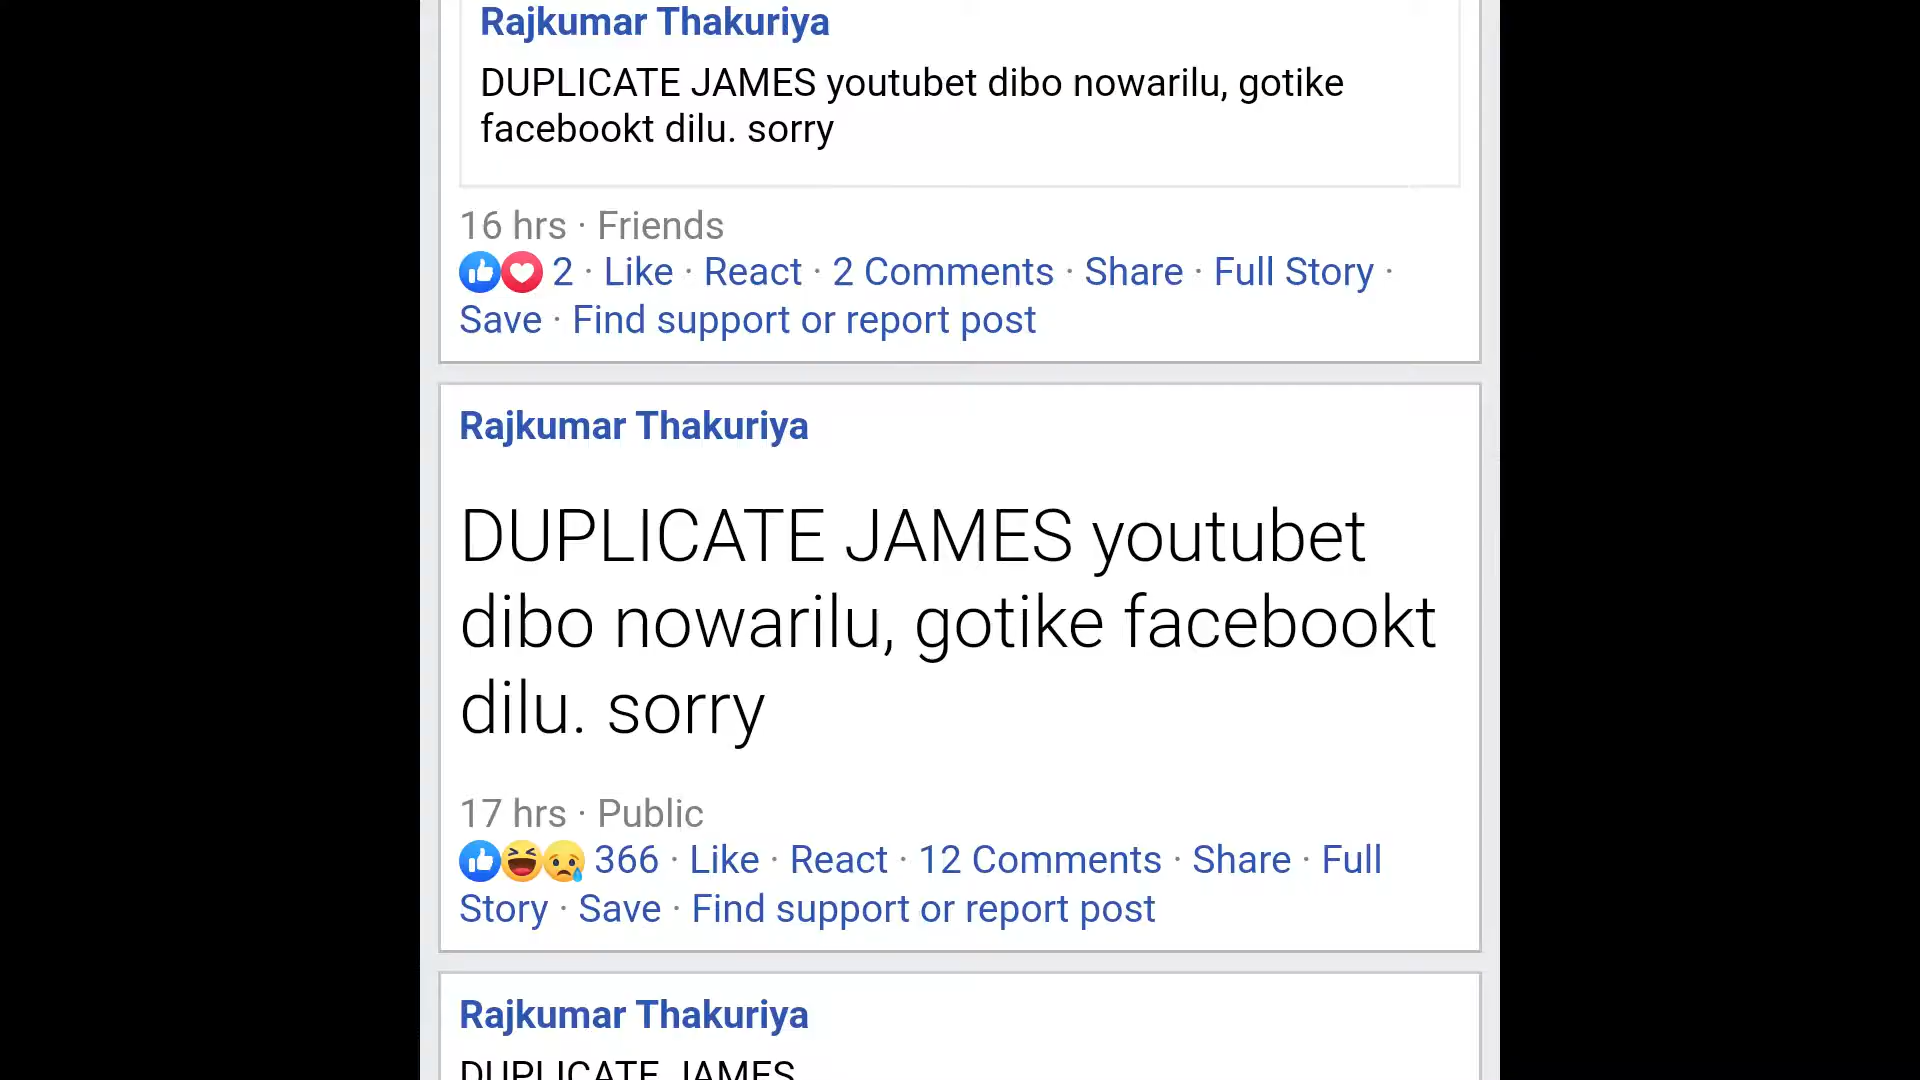 Rajkumar Thakuriya
DUPLICATE JAMES youtubet dibo nowarilu, gotike
facebookt dilu. sorry
16 hrs · Friends
2 · Like · React · 2 Comments · Share · Full Story ·
Save · Find support or report post
Rajkumar Thakuriya
DUPLICATE JAMES youtubet
dibo nowarilu, gotike facebookt
dilu. sorry
17 hrs · Public
366 · Like · React · 12 Comments · Share · Full
Story · Save · Find support or report post
Rajkumar Thakuriya
DUPLICATE JAMES